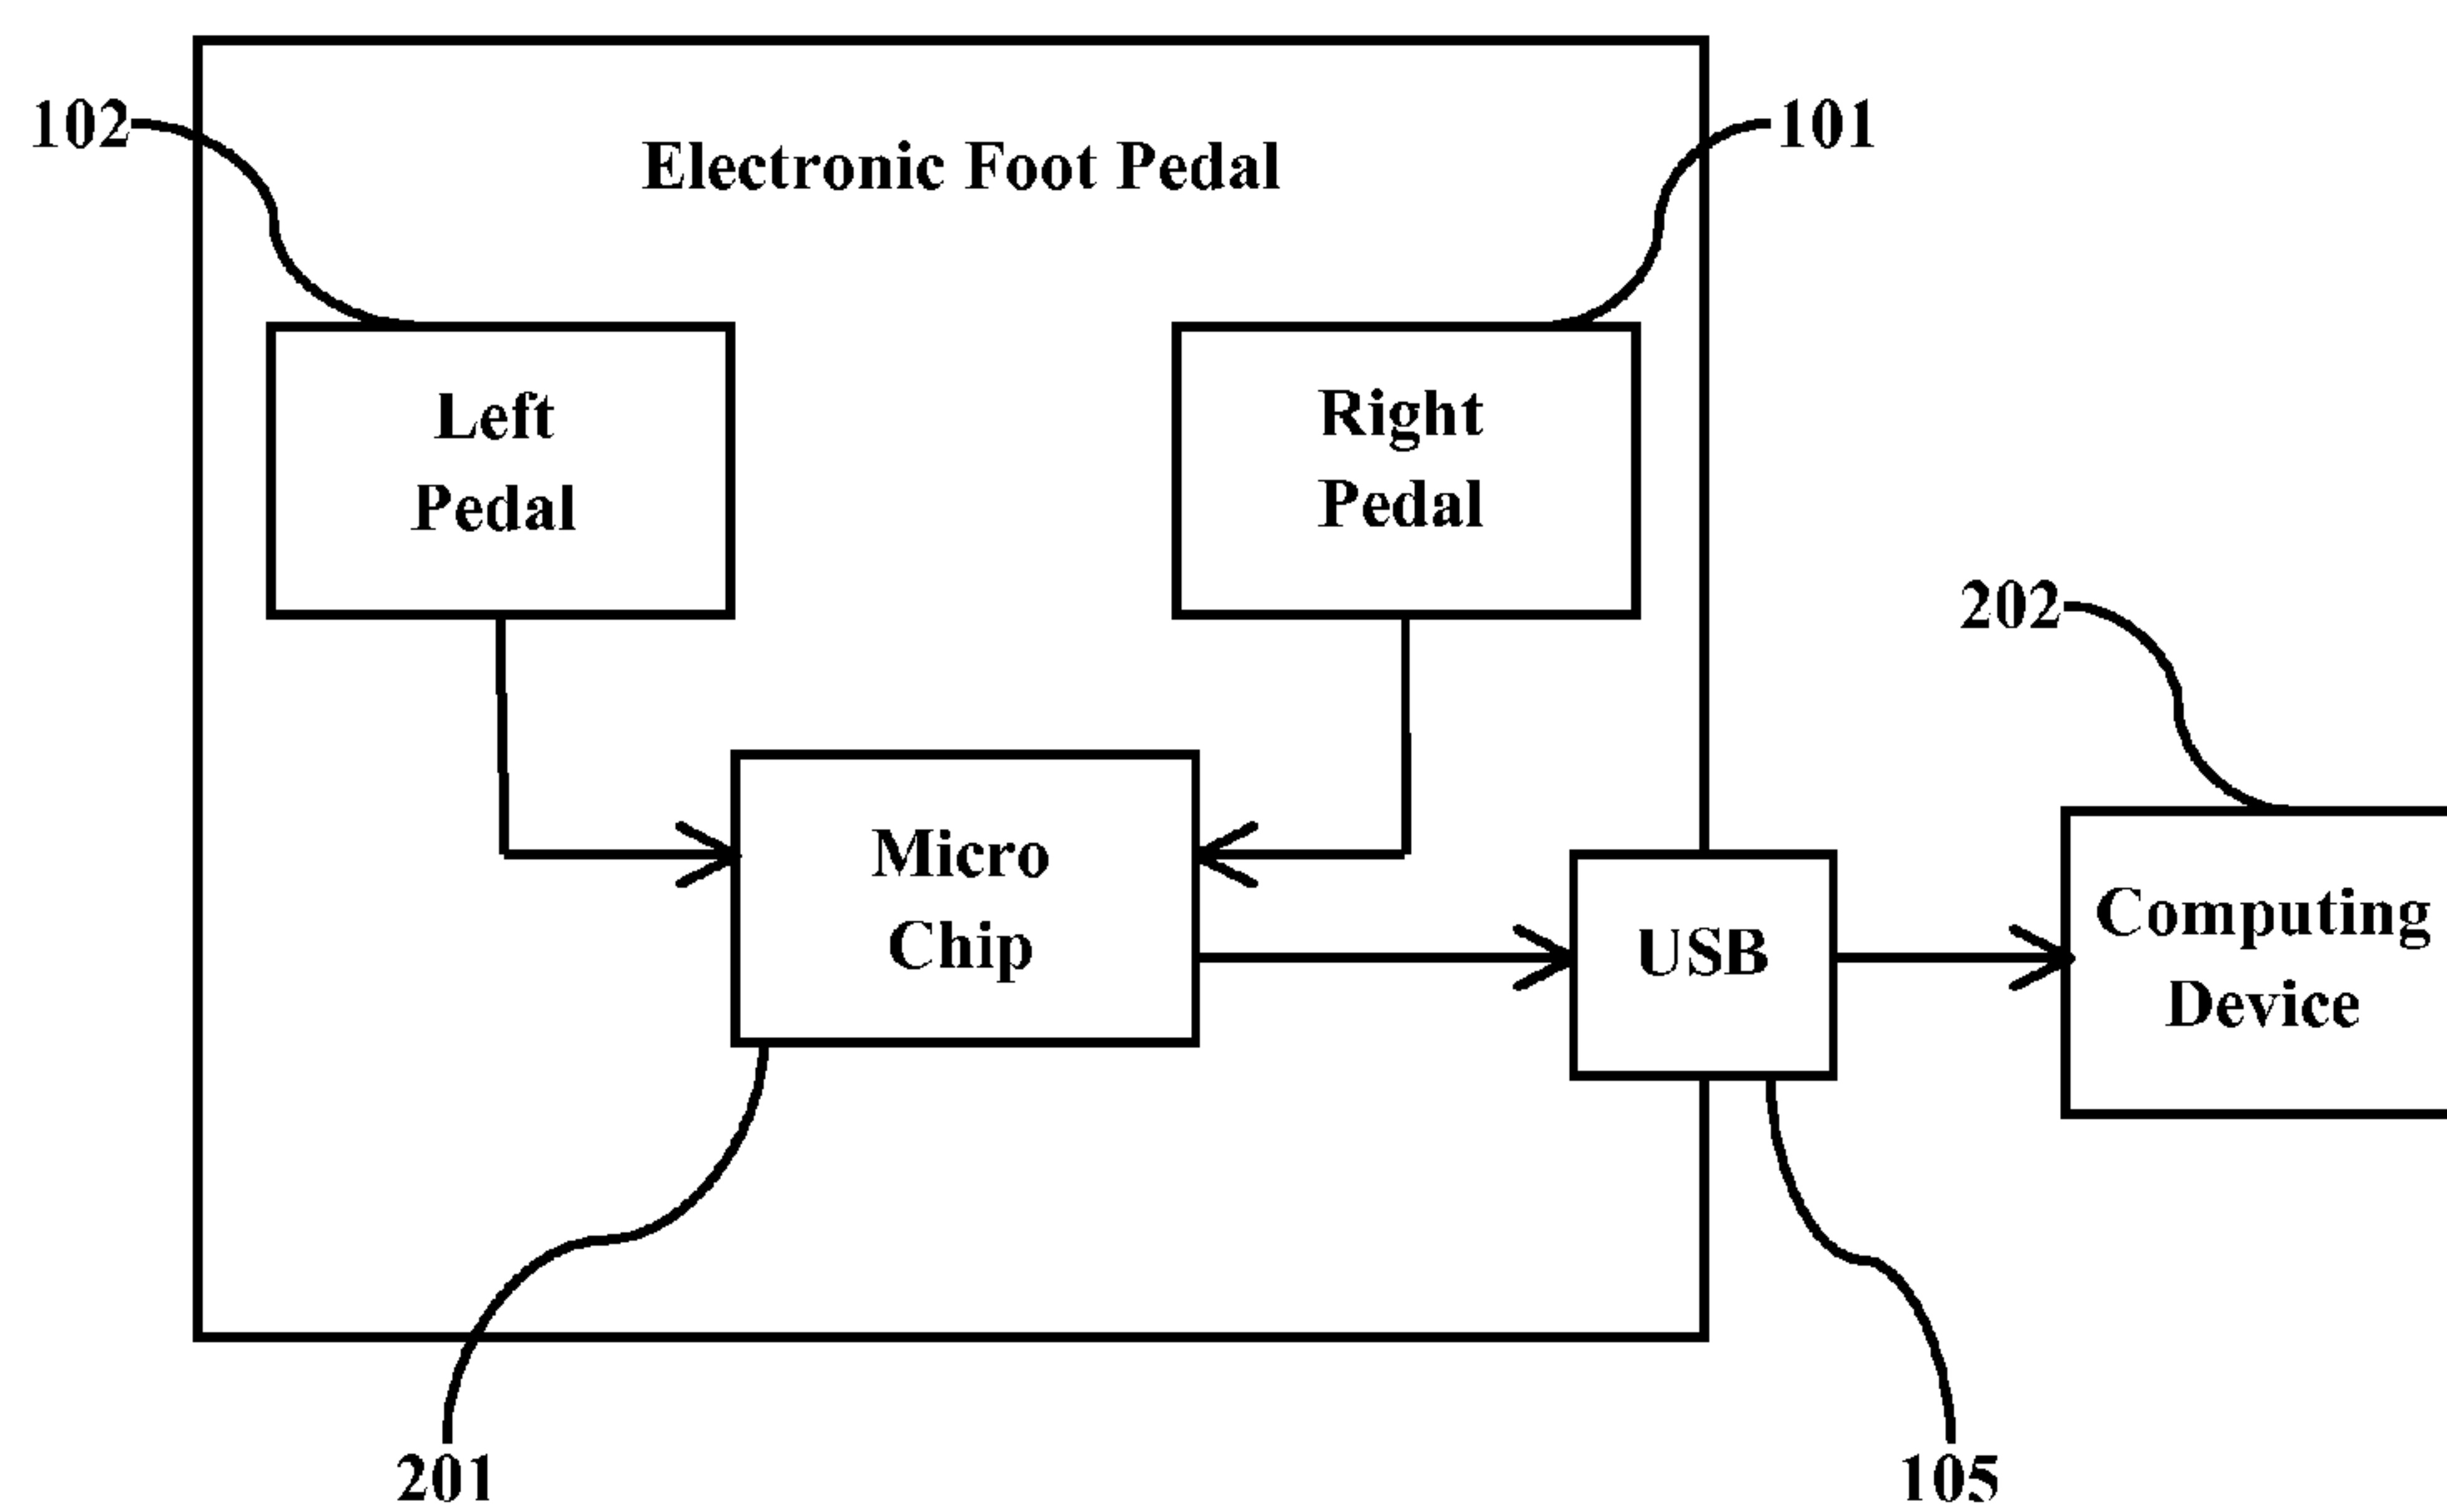 102
101
Electronic Foot Pedal
Left
Pedal
Right
Pedal
202
Micro
Chip
USB
Computing
Device
201
105